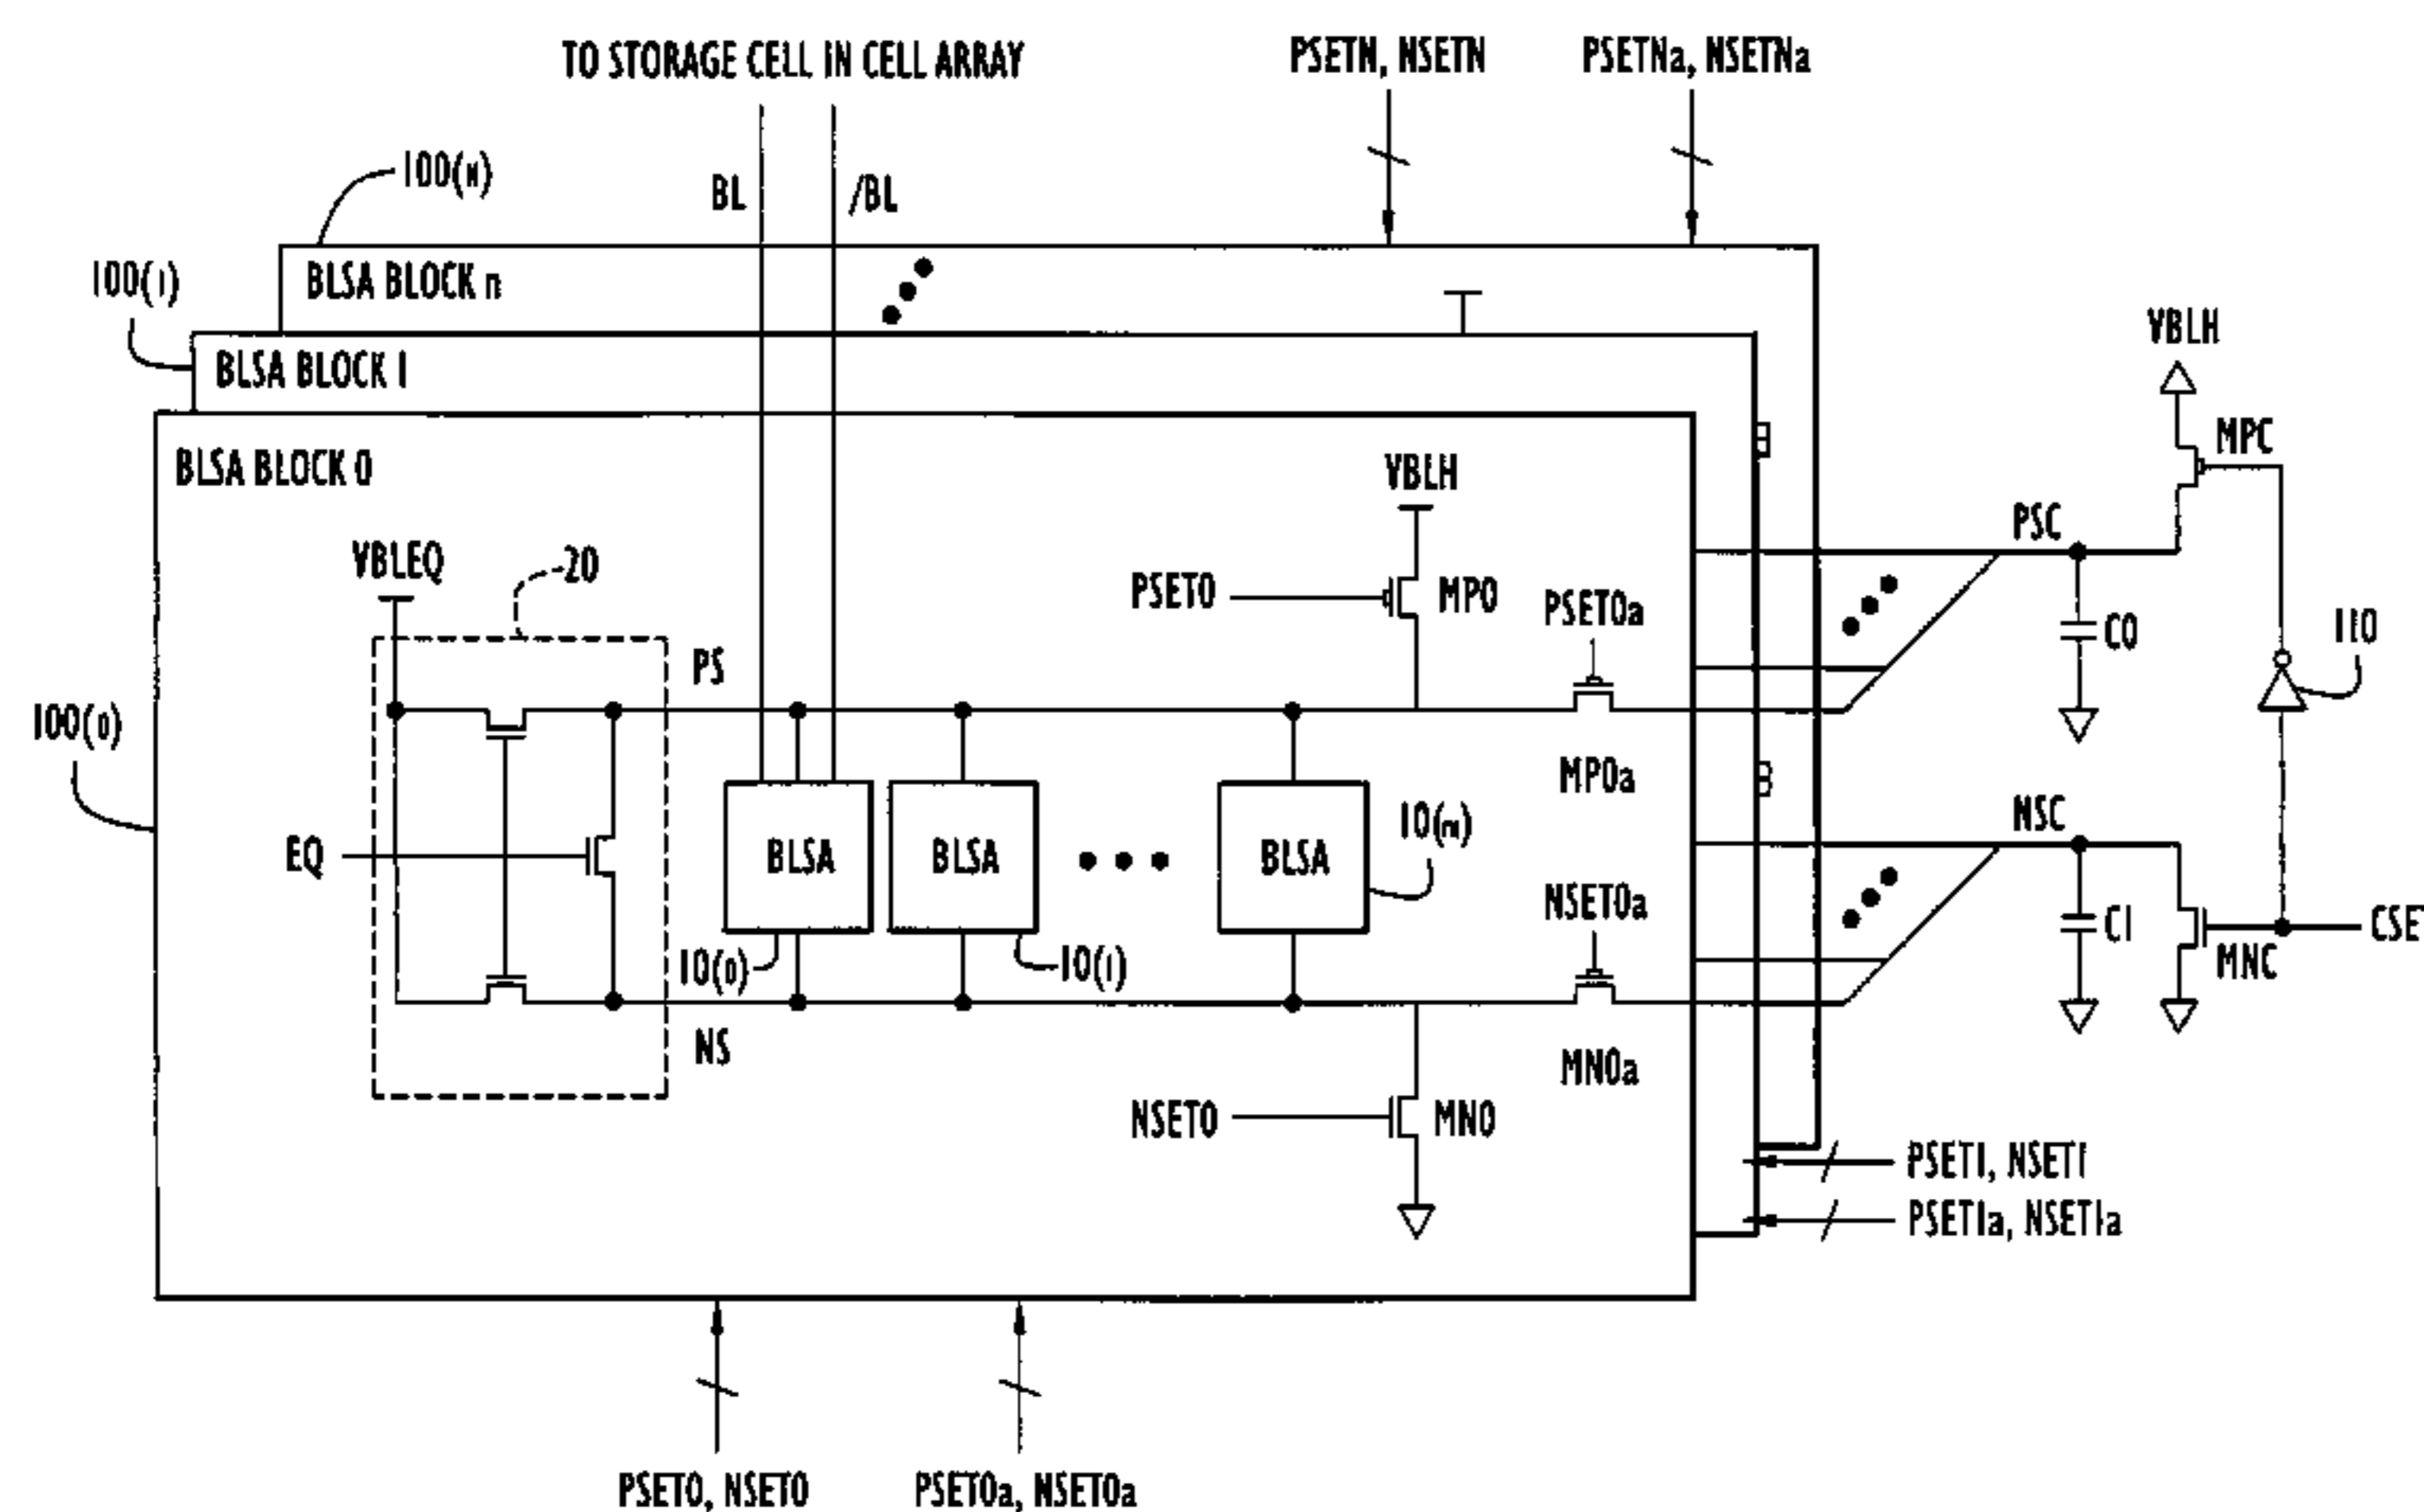 TO STORAGE CELL IN CELL ARRAY
PSETN, NSETN
PSETNa, NSETNa
100(N)
BL
/BL
100(1)
BLSA BLOCK n
VBLH
BLSA BLOCK 1
MPC
BLSA BLOCK 0
VBLH
PSC
VBLEQ
20
PSET0
MP0
PSET0a
C0
110
PS
100(0)
MP0a
NSC
10(m)
EQ
BLSA
BLSA
BLSA
NSET0a
C1
CSE
10(0)
10(1)
MNC
NS
MN0a
NSET0
MN0
PSET1, NSET1
PSET1a, NSET1a
PSET0, NSET0
PSET0a, NSET0a